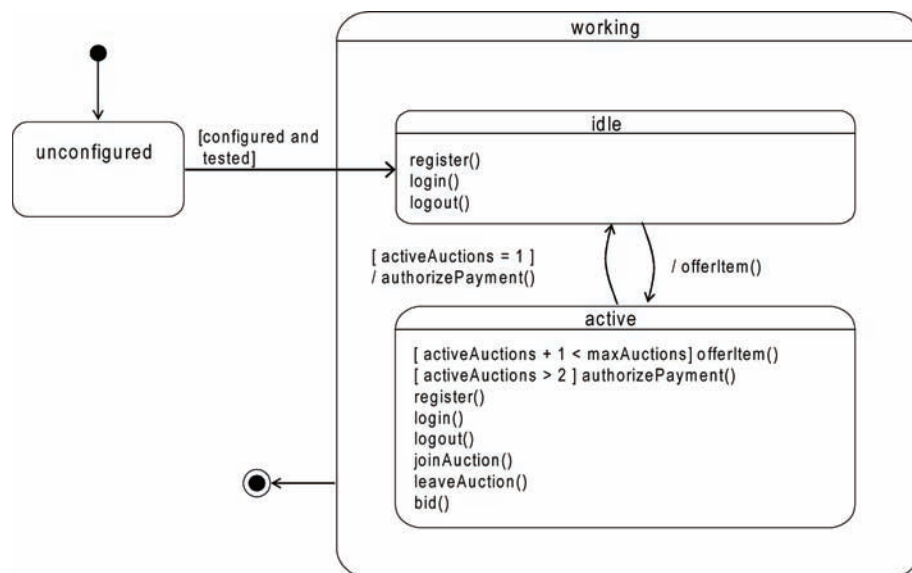 working
unconfigured
[configured and
tested]
idle
register()
login()
logout()
[ activeAuctions = 1 ]
/ authorizePayment()
/ offerItem()
active
[ activeAuctions + 1 < maxAuctions] offerItem()
[ activeAuctions > 2 ] authorizePayment()
register()
login()
logout()
joinAuction()
leaveAuction()
bid()